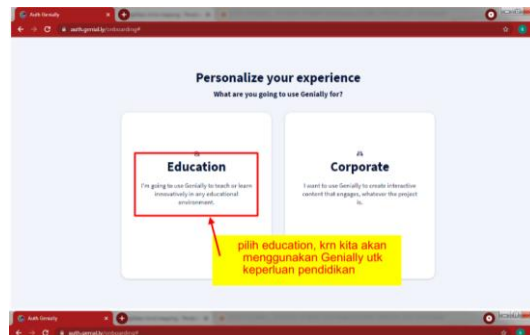 Auth Genially
auth.genial.ly/onboarding#
Personalize your experience
What are you going to use Genially for?
Education
I'm going to use Genially to teach or learn
innovatively in any educational
environment.
Corporate
I want to use Genially to create interactive
content that engages, whatever the project
is.
pilih education, krn kita akan
menggunakan Genially utk
keperluan pendidikan
Auth Genially
auth.genial.ly/onboarding#